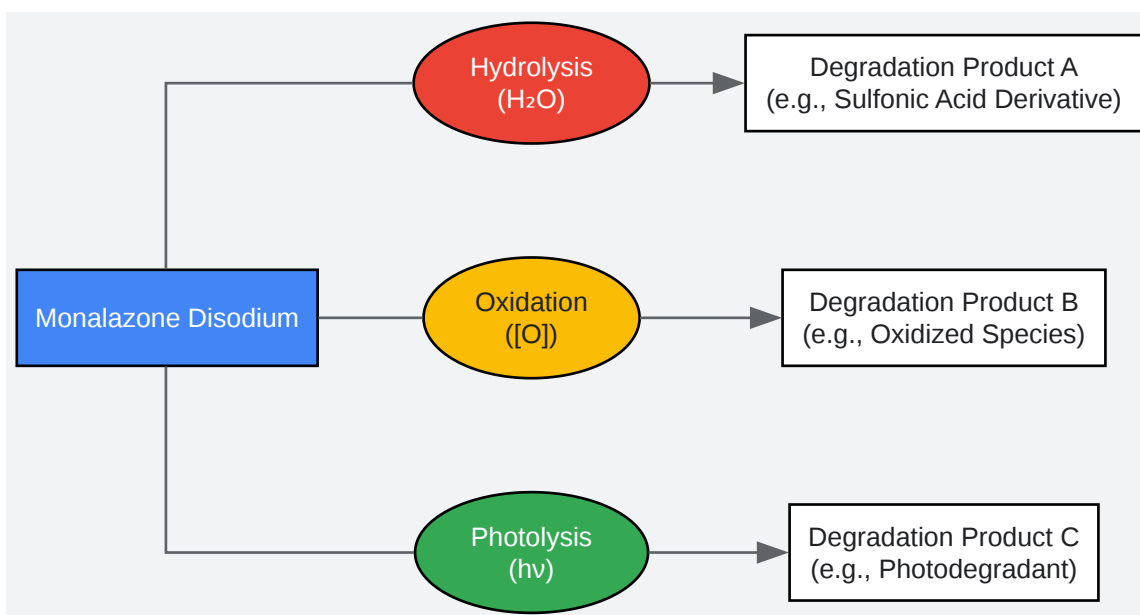 Hydrolysis
(H₂O)
Degradation Product A
(e.g., Sulfonic Acid Derivative)
Monalazone Disodium
Oxidation
([O])
Degradation Product B
(e.g., Oxidized Species)
Photolysis
(hν)
Degradation Product C
(e.g., Photodegradant)